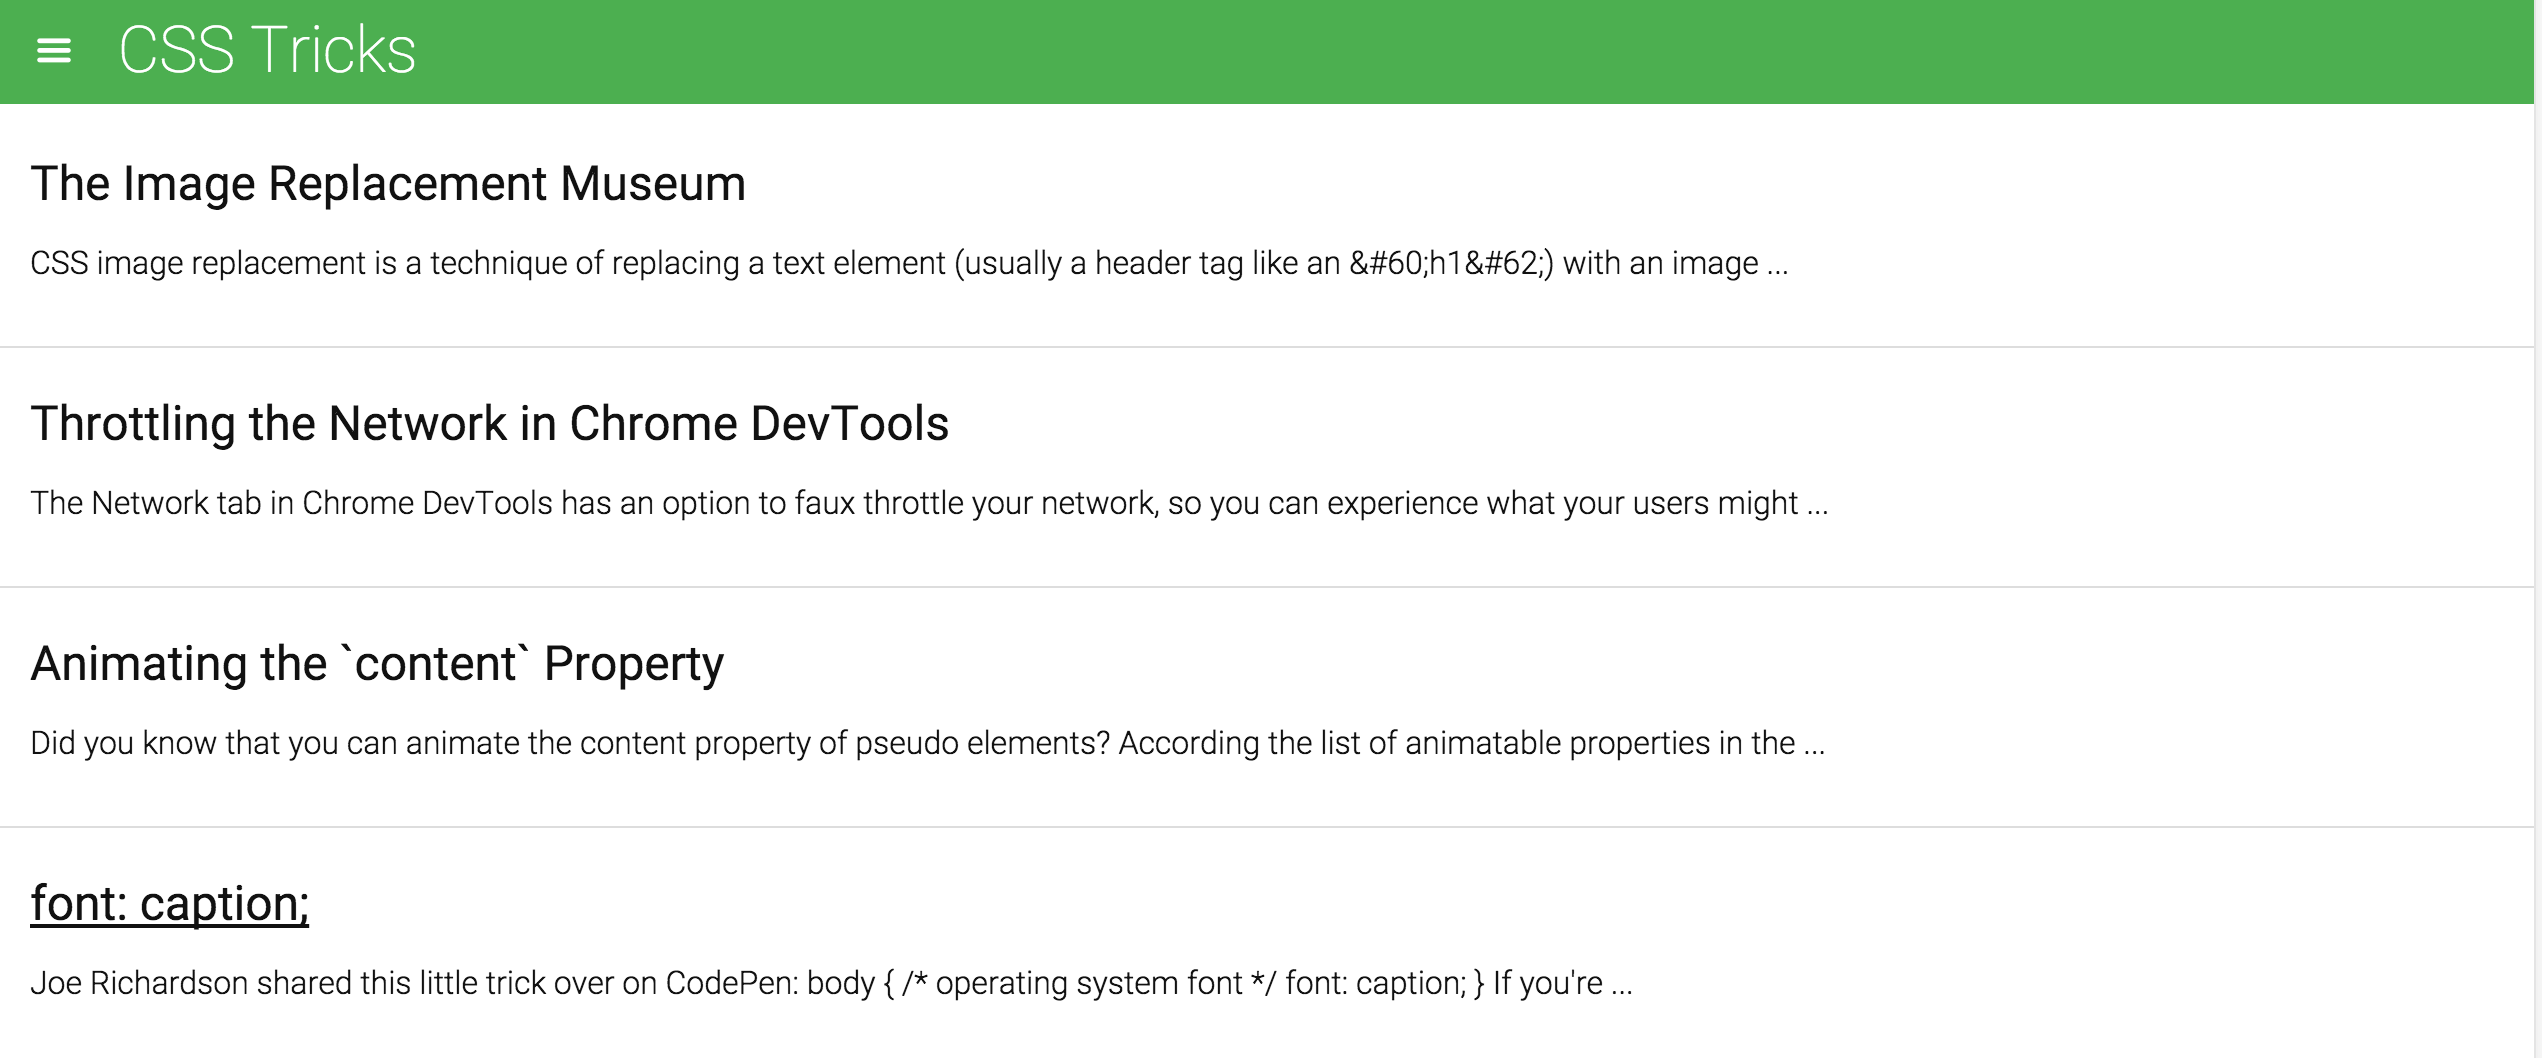 CSS Tricks
The Image Replacement Museum
CSS image replacement is a technique of replacing a text element (usually a header tag like an &#60;h1&#62;) with an image ...
Throttling the Network in Chrome DevTools
The Network tab in Chrome DevTools has an option to faux throttle your network, so you can experience what your users might ...
Animating the `content` Property
Did you know that you can animate the content property of pseudo elements? According the list of animatable properties in the ...
font: caption;
Joe Richardson shared this little trick over on CodePen: body { /* operating system font */ font: caption; } If you're ...